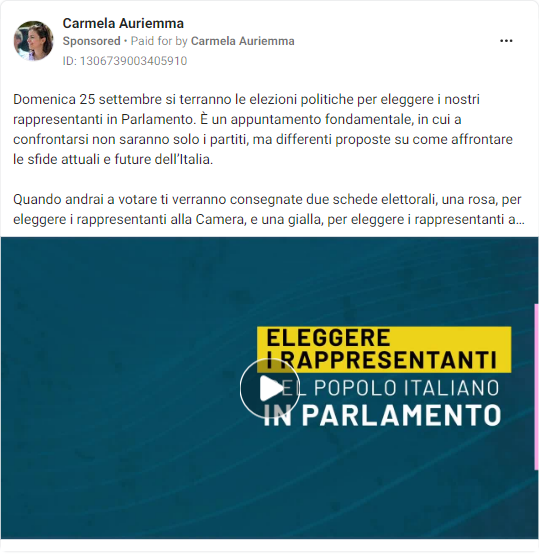 Carmela Auriemma
Sponsored • Paid for by Carmela Auriemma
ID: 1306739003405910
Domenica 25 settembre si terranno le elezioni politiche per eleggere i nostri
rappresentanti in Parlamento. È un appuntamento fondamentale, in cui a
confrontarsi non saranno solo i partiti, ma differenti proposte su come affrontare
le sfide attuali e future dell’Italia.
Quando andrai a votare ti verranno consegnate due schede elettorali, una rosa, per
eleggere i rappresentanti alla Camera, e una gialla, per eleggere i rappresentanti a...
ELEGGERE
I RAPPRESENTANTI
EL POPOLO ITALIANO
IN PARLAMENTO